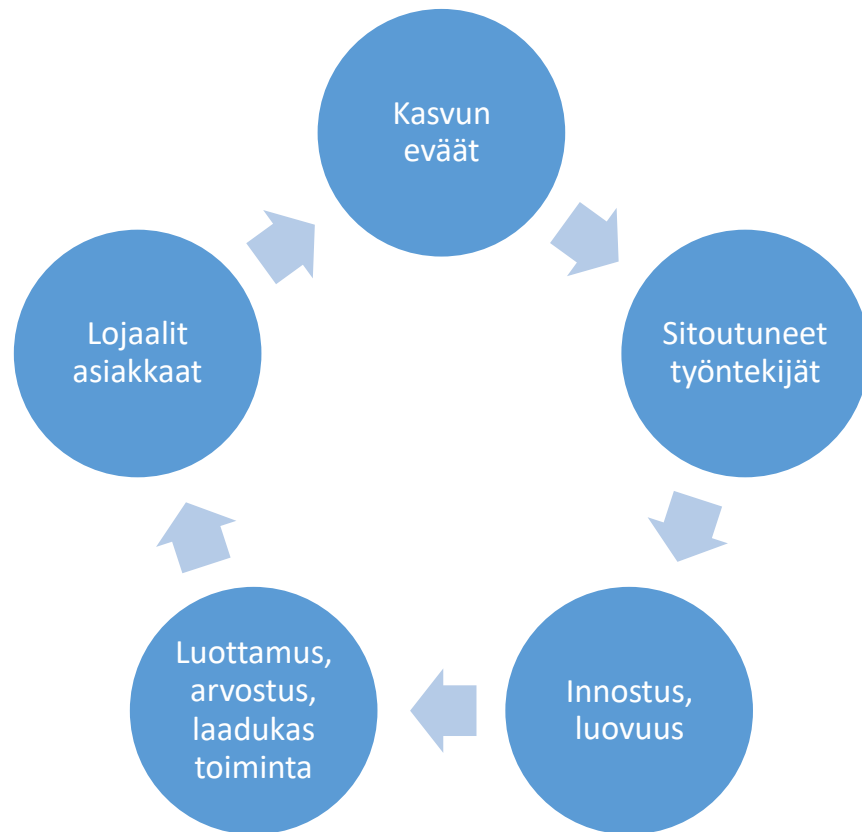 Kasvun
eväät
Sitoutuneet
työntekijät
Innostus,
luovuus
Luottamus,
arvostus,
laadukas
toiminta
Lojaalit
asiakkaat